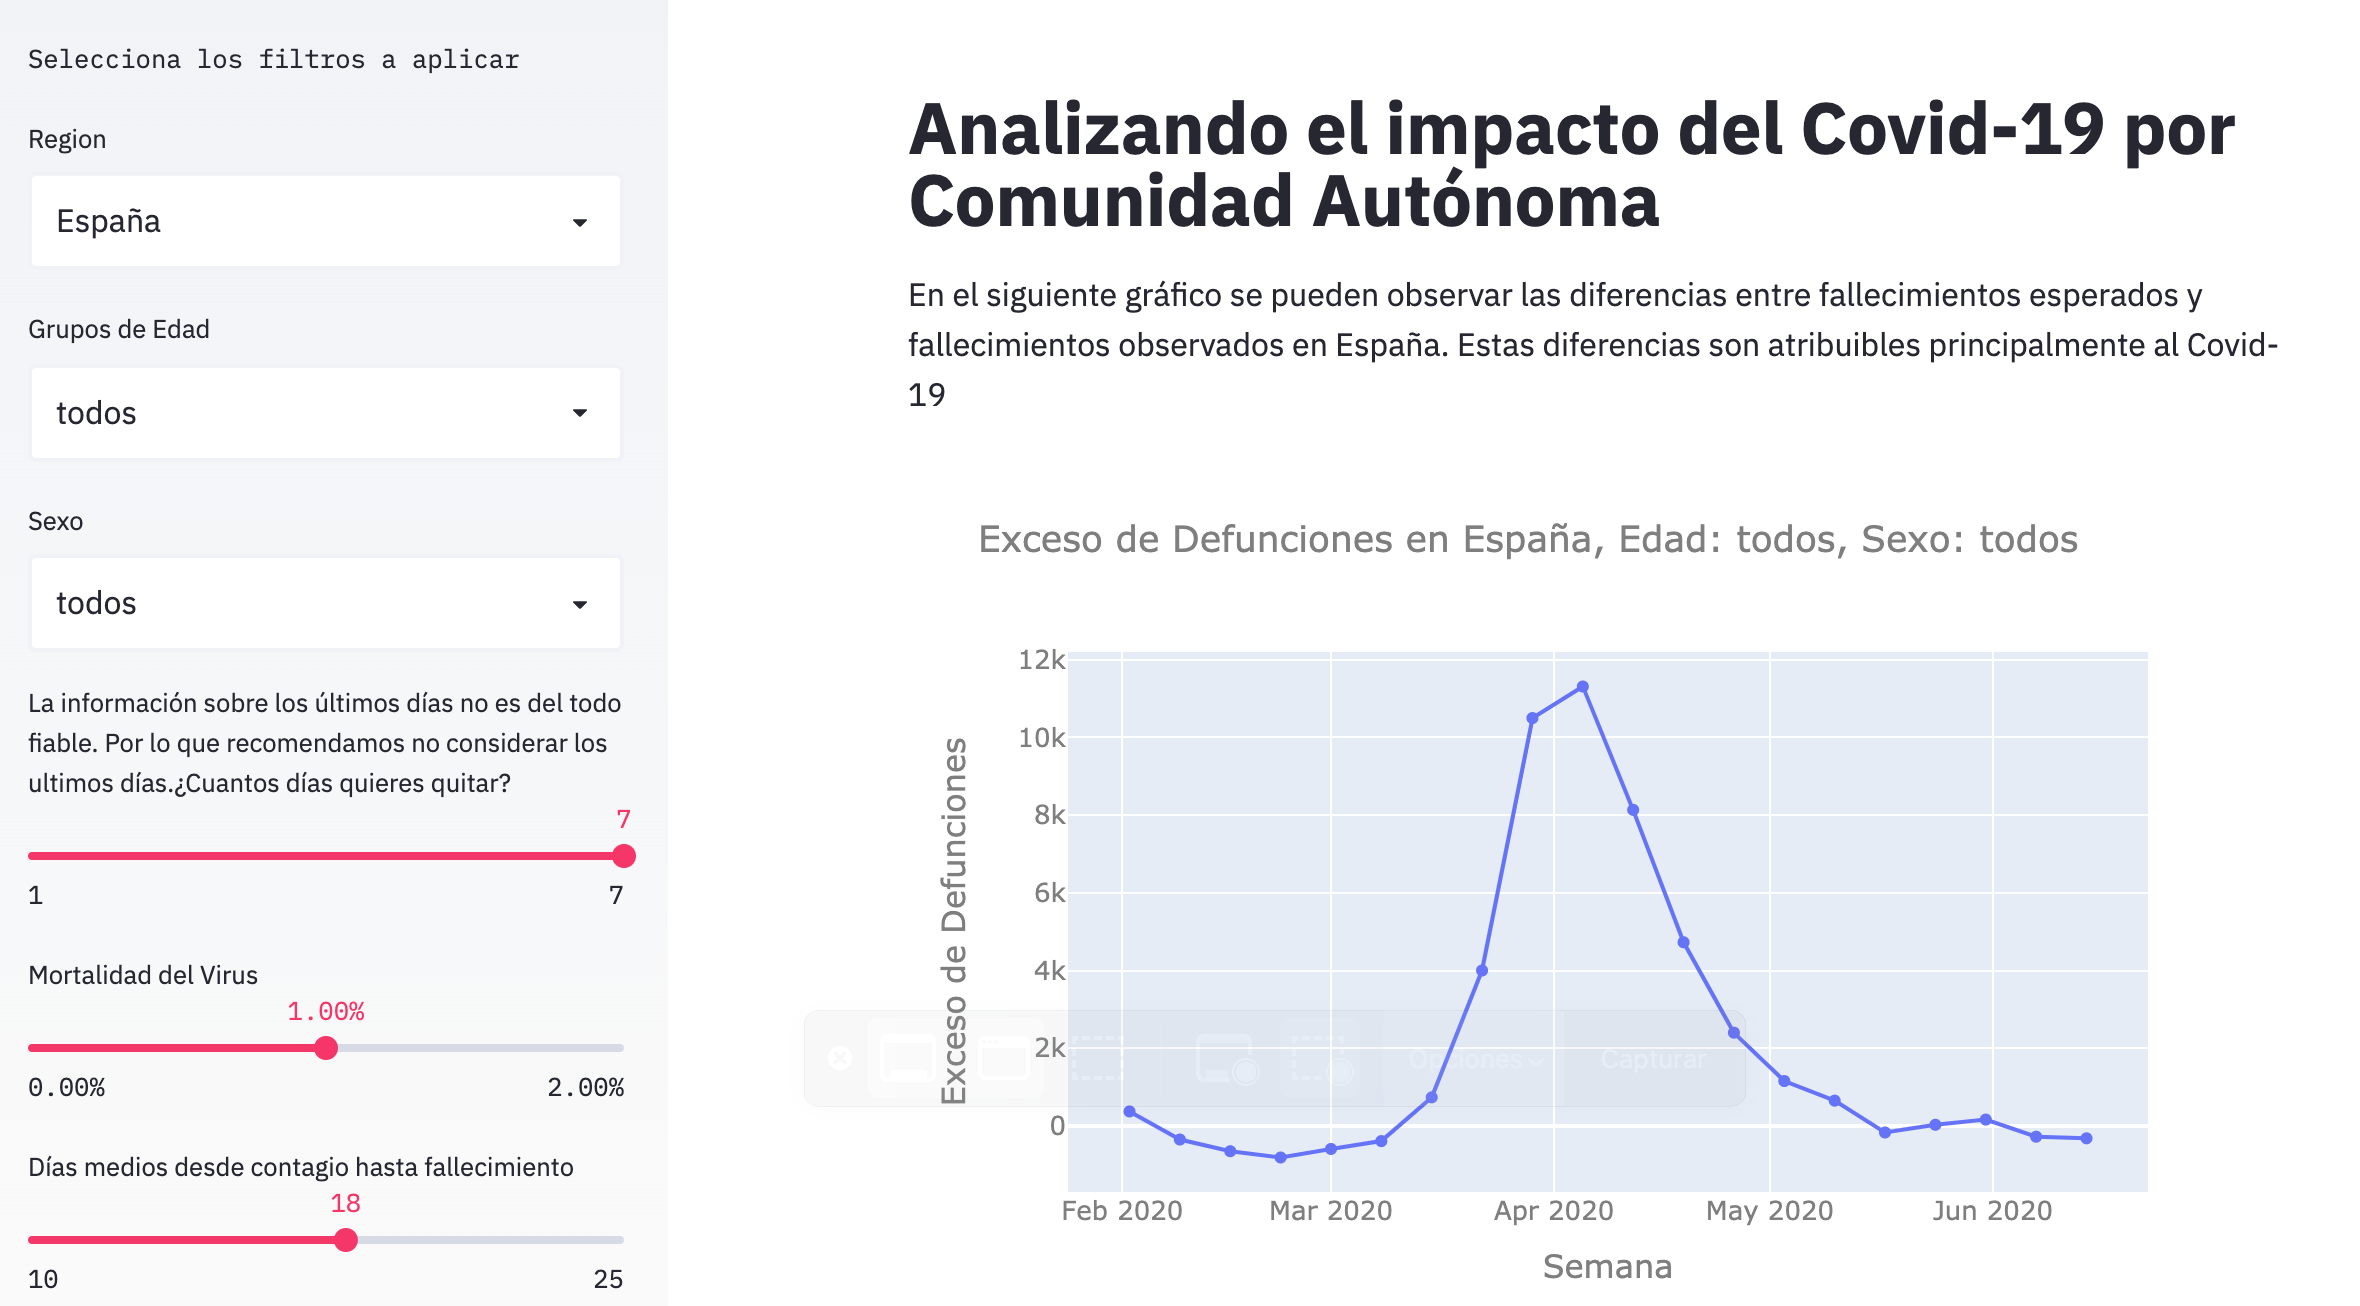 Selecciona los filtros a aplicar
Region
España
Grupos de Edad
todos
Sexo
todos
La información sobre los últimos días no es del todo
fiable. Por lo que recomendamos no considerar los
ultimos días.¿Cuantos días quieres quitar?
7
1
7
Mortalidad del Virus
1.00%
0.00%
2.00%
Días medios desde contagio hasta fallecimiento
18
10
25
Analizando el impacto del Covid-19 por
Comunidad Autónoma
En el siguiente gráfico se pueden observar las diferencias entre fallecimientos esperados y
fallecimientos observados en España. Estas diferencias son atribuibles principalmente al Covid-
19
Exceso de Defunciones en España, Edad: todos, Sexo: todos
Exceso de Defunciones
12k
10k
8k
6k
4k
2k
0
Opciones
Capturar
Feb 2020
Mar 2020
Apr 2020
May 2020
Jun 2020
Semana